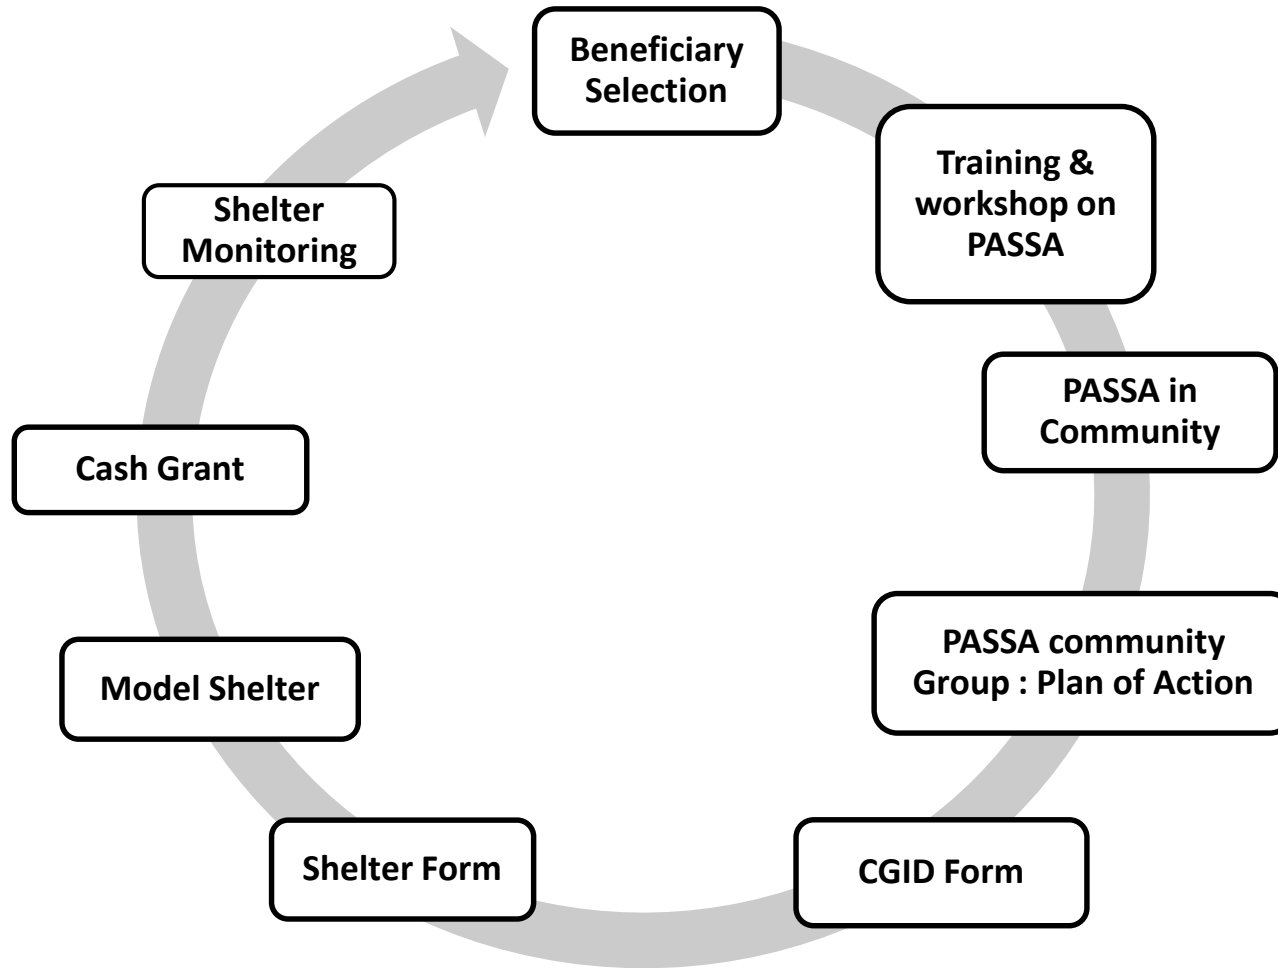 Beneficiary
Selection
Training &
workshop on
PASSA
PASSA in
Community
PASSA community
Group : Plan of Action
CGID Form
Shelter Form
Model Shelter
Cash Grant
Shelter
Monitoring